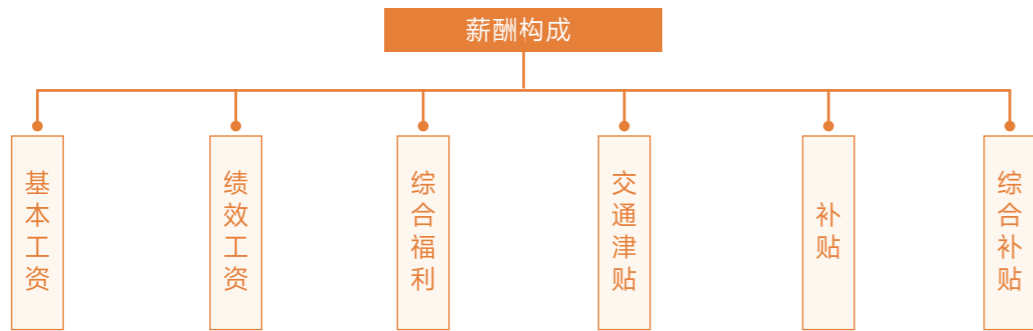 薪酬构成
基本工资
绩效工资
综合福利
交通津贴
补贴
综合补贴